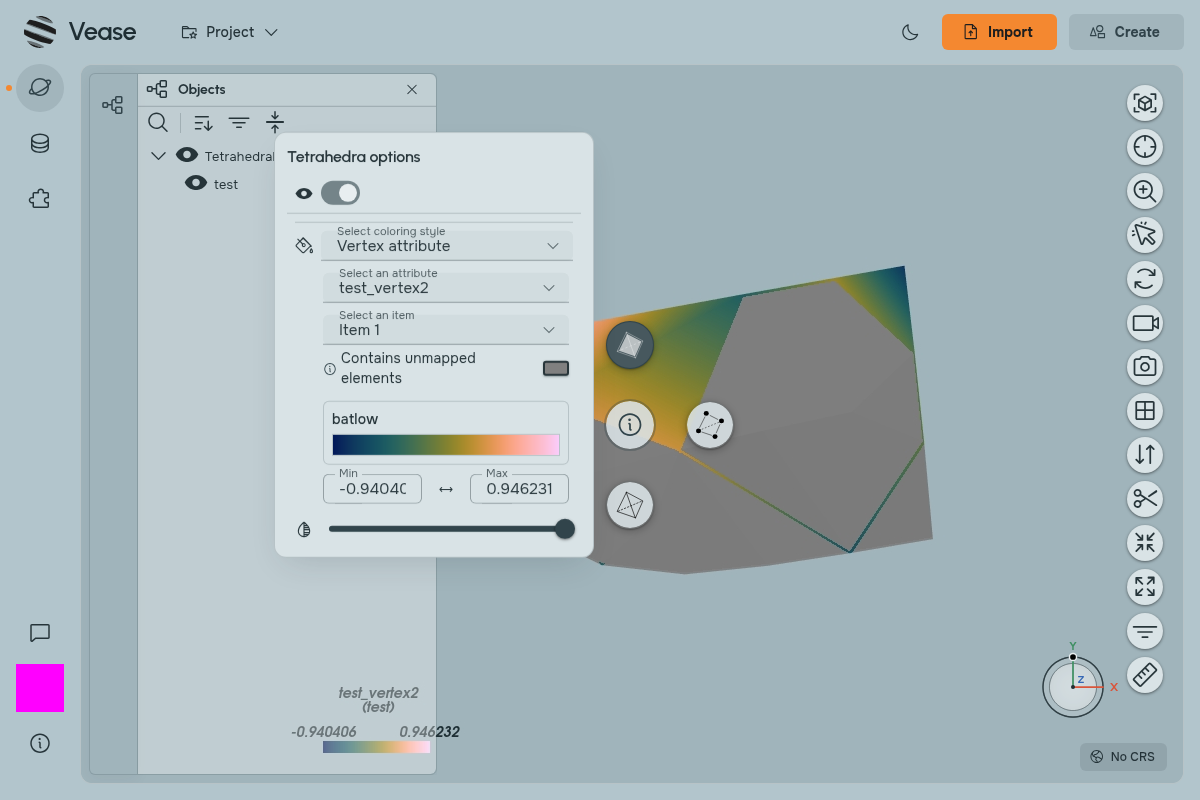 Vease
Project
Import
Create
Objects
Tetrahedra
test
Tetrahedra options
Select coloring style
Vertex attribute
Select an attribute
test_vertex2
Select an item
Item 1
Contains unmapped
elements
batlow
Min
-0.9404
Max
0.946231
test_vertex2
(test)
-0.940406
0.946232
Y
Z
X
No CRS